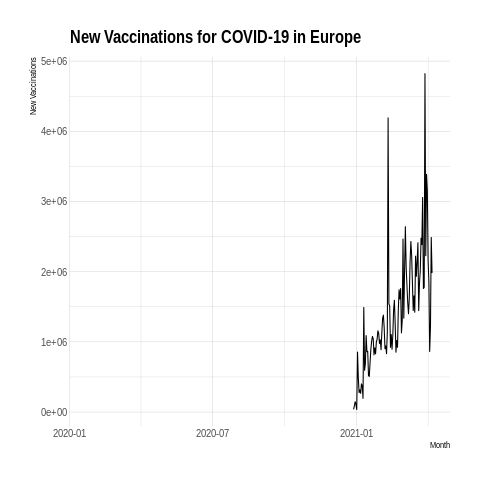 New Vaccinations for COVID-19 in Europe
New Vaccinations
5e+06
4e+06
3e+06
2e+06
1e+06
0e+00
2020-01
2020-07
2021-01
Month